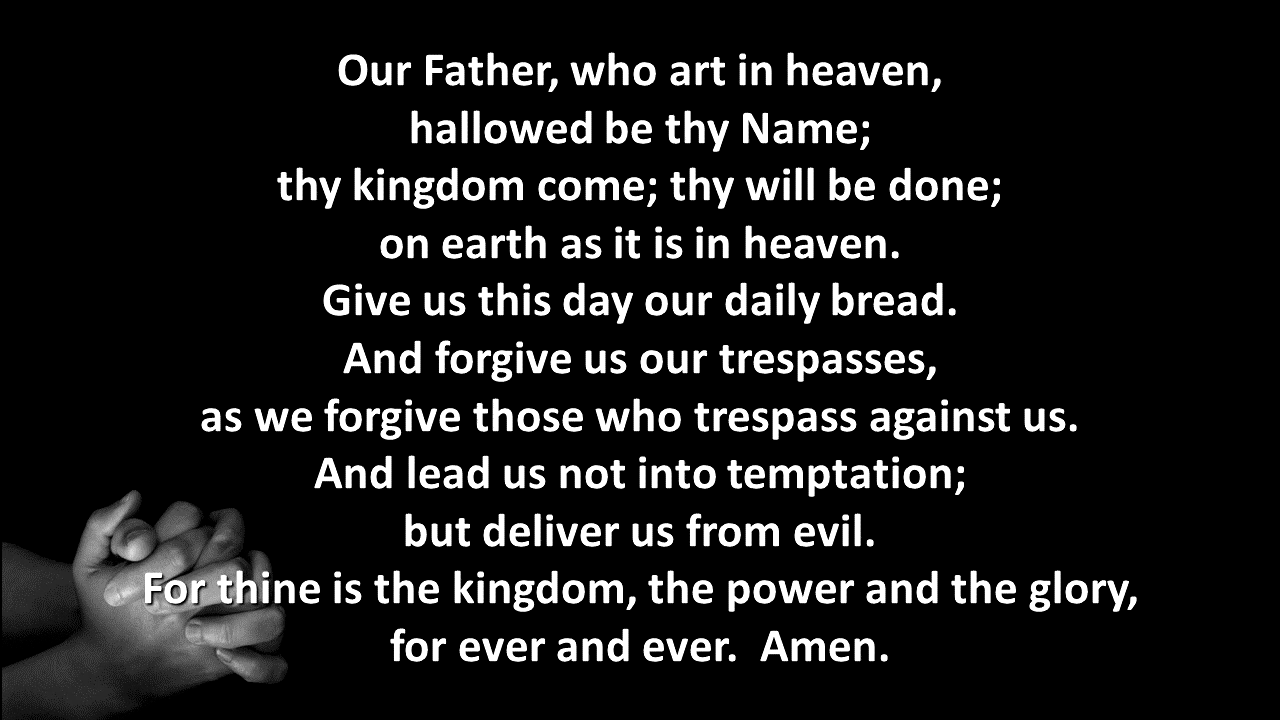 Our Father, who art in heaven,
hallowed be thy Name;
thy kingdom come; thy will be done;
on earth as it is in heaven.
Give us this day our daily bread.
And forgive us our trespasses,
as we forgive those who trespass against us.
And lead us not into temptation;
but deliver us from evil.
For thine is the kingdom, the power and the glory,
for ever and ever.  Amen.